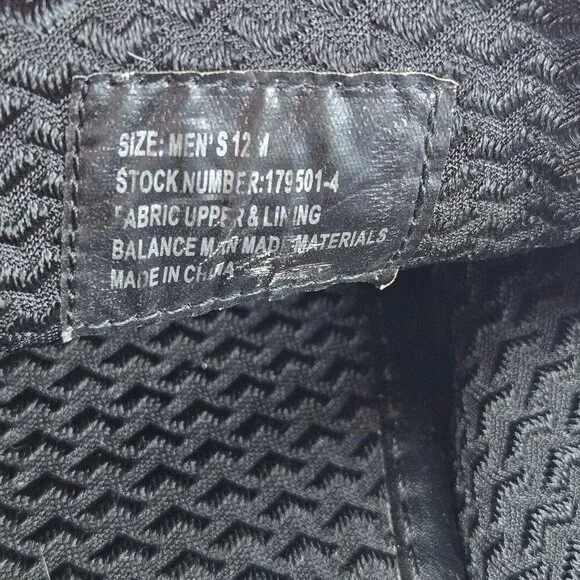 SIZE: MEN'S 12 M
STOCK NUMBER:179501-4
FABRIC UPPER & LINING
BALANCE MAN MADE MATERIALS
MADE IN CHINA